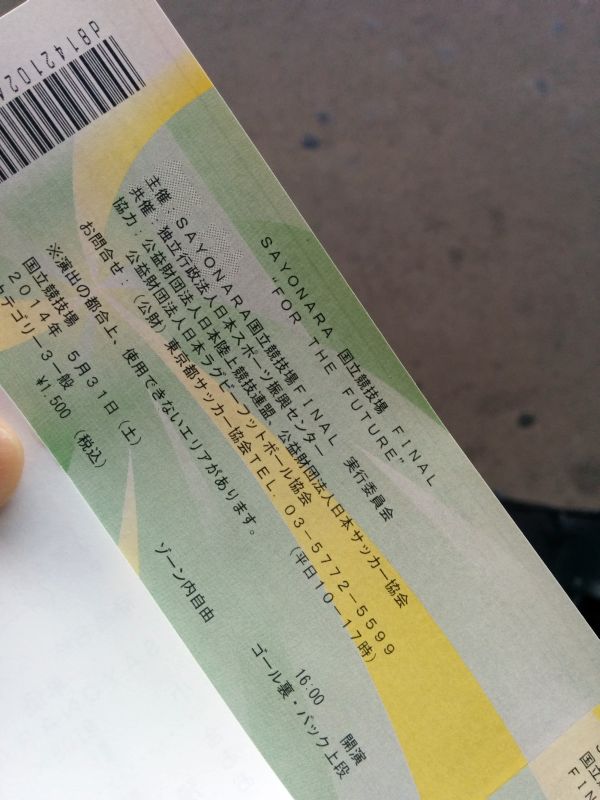 d8142102
SAYONARA 国立競技場 FINAL
"FOR THE FUTURE"
主催：SAYONARA国立競技場FINAL 実行委員会
共催：独立行政法人日本スポーツ振興センター
協力：公益財団法人日本陸上競技連盟、公益財団法人日本サッカー協会
公益財団法人日本ラグビーフットボール協会
お問合せ：（公財）東京都サッカー協会TEL．03-5772-5599
（平日10-17時）
※演出の都合上、使用できないエリアがあります。
国立競技場
2014年 5月31日（土） 16:00 開演
カテゴリー3一般 ゾーン内自由 ゴール裏・バック上段
¥1,500（税込）
国立
FIN